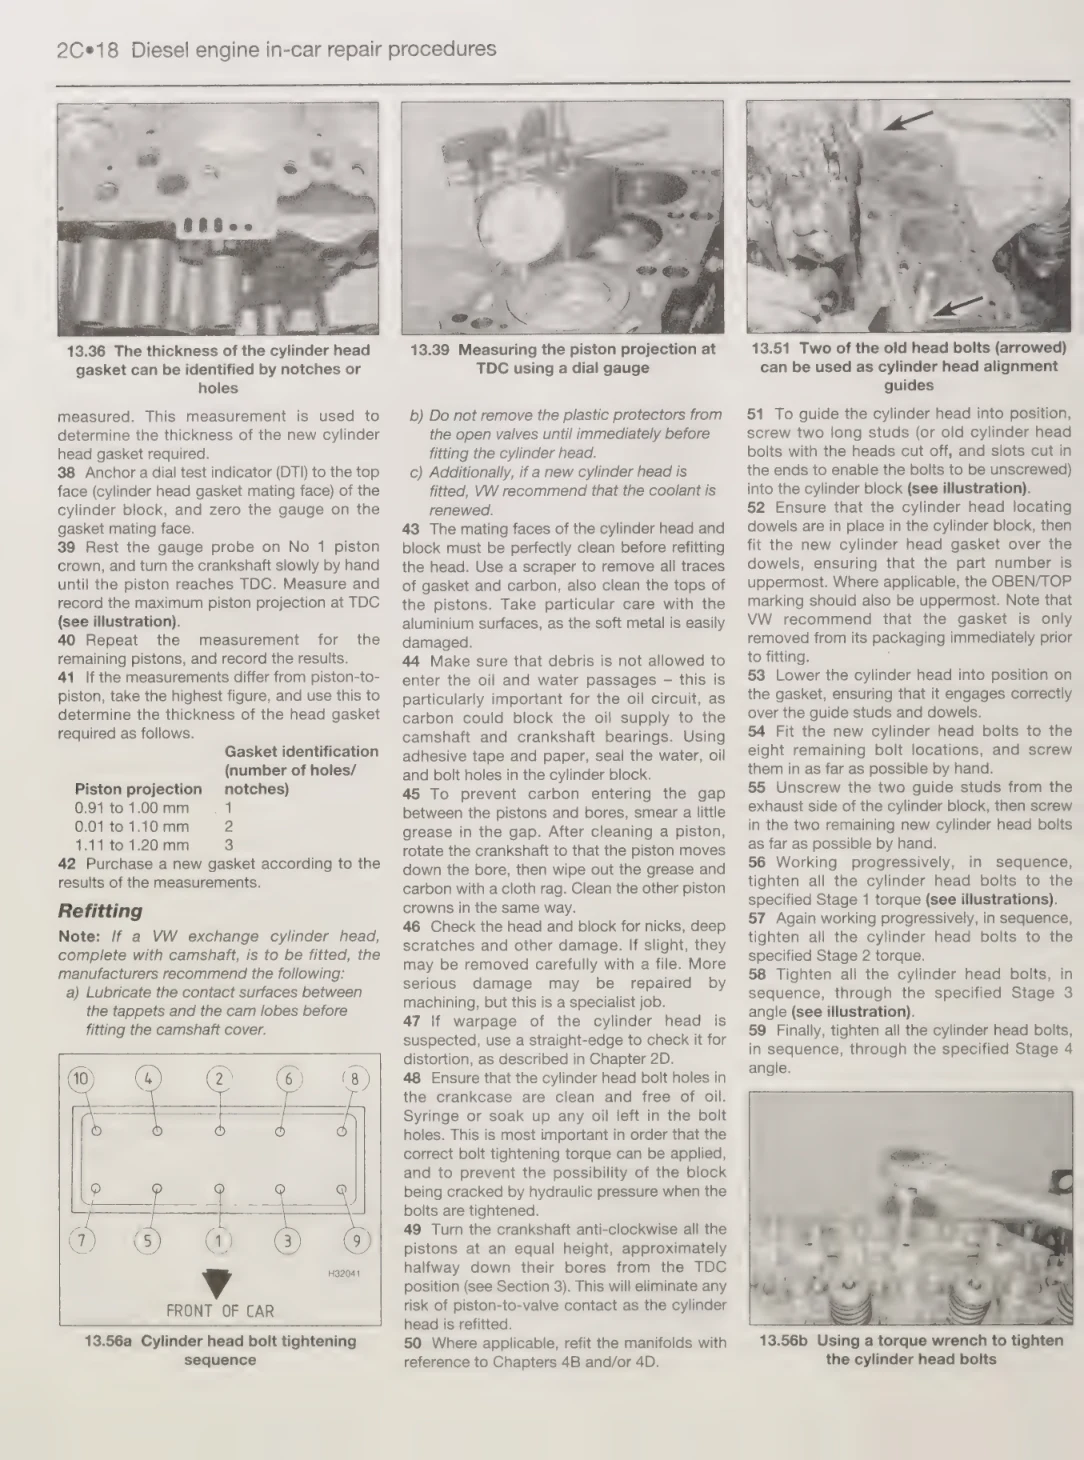 2C•18 Diesel engine in-car repair procedures
13.36 The thickness of the cylinder head
gasket can be identified by notches or
holes
13.39 Measuring the piston projection at
TDC using a dial gauge
13.51 Two of the old head bolts (arrowed)
can be used as cylinder head alignment
guides
measured. This measurement is used to
determine the thickness of the new cylinder
head gasket required.
38 Anchor a dial test indicator (DTI) to the top
face (cylinder head gasket mating face) of the
cylinder block, and zero the gauge on the
gasket mating face.
39 Rest the gauge probe on No 1 piston
crown, and turn the crankshaft slowly by hand
until the piston reaches TDC. Measure and
record the maximum piston projection at TDC
(see illustration).
40 Repeat the measurement for the
remaining pistons, and record the results.
41 If the measurements differ from piston-to-
piston, take the highest figure, and use this to
determine the thickness of the head gasket
required as follows.
Gasket identification
(number of holes/
Piston projection notches)
0.91 to 1.00 mm 1
0.01 to 1.10 mm 2
1.11 to 1.20 mm 3
42 Purchase a new gasket according to the
results of the measurements.
Refitting
Note: If a VW exchange cylinder head,
complete with camshaft, is to be fitted, the
manufacturers recommend the following:
a) Lubricate the contact surfaces between
the tappets and the cam lobes before
fitting the camshaft cover.
10 4 2 6 8
7 5 1 3 9
H32041
FRONT OF CAR
13.56a Cylinder head bolt tightening
sequence
b) Do not remove the plastic protectors from
the open valves until immediately before
fitting the cylinder head.
c) Additionally, if a new cylinder head is
fitted, VW recommend that the coolant is
renewed.
43 The mating faces of the cylinder head and
block must be perfectly clean before refitting
the head. Use a scraper to remove all traces
of gasket and carbon, also clean the tops of
the pistons. Take particular care with the
aluminium surfaces, as the soft metal is easily
damaged.
44 Make sure that debris is not allowed to
enter the oil and water passages – this is
particularly important for the oil circuit, as
carbon could block the oil supply to the
camshaft and crankshaft bearings. Using
adhesive tape and paper, seal the water, oil
and bolt holes in the cylinder block.
45 To prevent carbon entering the gap
between the pistons and bores, smear a little
grease in the gap. After cleaning a piston,
rotate the crankshaft to that the piston moves
down the bore, then wipe out the grease and
carbon with a cloth rag. Clean the other piston
crowns in the same way.
46 Check the head and block for nicks, deep
scratches and other damage. If slight, they
may be removed carefully with a file. More
serious damage may be repaired by
machining, but this is a specialist job.
47 If warpage of the cylinder head is
suspected, use a straight-edge to check it for
distortion, as described in Chapter 2D.
48 Ensure that the cylinder head bolt holes in
the crankcase are clean and free of oil.
Syringe or soak up any oil left in the bolt
holes. This is most important in order that the
correct bolt tightening torque can be applied,
and to prevent the possibility of the block
being cracked by hydraulic pressure when the
bolts are tightened.
49 Turn the crankshaft anti-clockwise all the
pistons at an equal height, approximately
halfway down their bores from the TDC
position (see Section 3). This will eliminate any
risk of piston-to-valve contact as the cylinder
head is refitted.
50 Where applicable, refit the manifolds with
reference to Chapters 4B and/or 4D.
51 To guide the cylinder head into position,
screw two long studs (or old cylinder head
bolts with the heads cut off, and slots cut in
the ends to enable the bolts to be unscrewed)
into the cylinder block (see illustration).
52 Ensure that the cylinder head locating
dowels are in place in the cylinder block, then
fit the new cylinder head gasket over the
dowels, ensuring that the part number is
uppermost. Where applicable, the OBEN/TOP
marking should also be uppermost. Note that
VW recommend that the gasket is only
removed from its packaging immediately prior
to fitting.
53 Lower the cylinder head into position on
the gasket, ensuring that it engages correctly
over the guide studs and dowels.
54 Fit the new cylinder head bolts to the
eight remaining bolt locations, and screw
them in as far as possible by hand.
55 Unscrew the two guide studs from the
exhaust side of the cylinder block, then screw
in the two remaining new cylinder head bolts
as far as possible by hand.
56 Working progressively, in sequence,
tighten all the cylinder head bolts to the
specified Stage 1 torque (see illustrations).
57 Again working progressively, in sequence,
tighten all the cylinder head bolts to the
specified Stage 2 torque.
58 Tighten all the cylinder head bolts, in
sequence, through the specified Stage 3
angle (see illustration).
59 Finally, tighten all the cylinder head bolts,
in sequence, through the specified Stage 4
angle.
13.56b Using a torque wrench to tighten
the cylinder head bolts